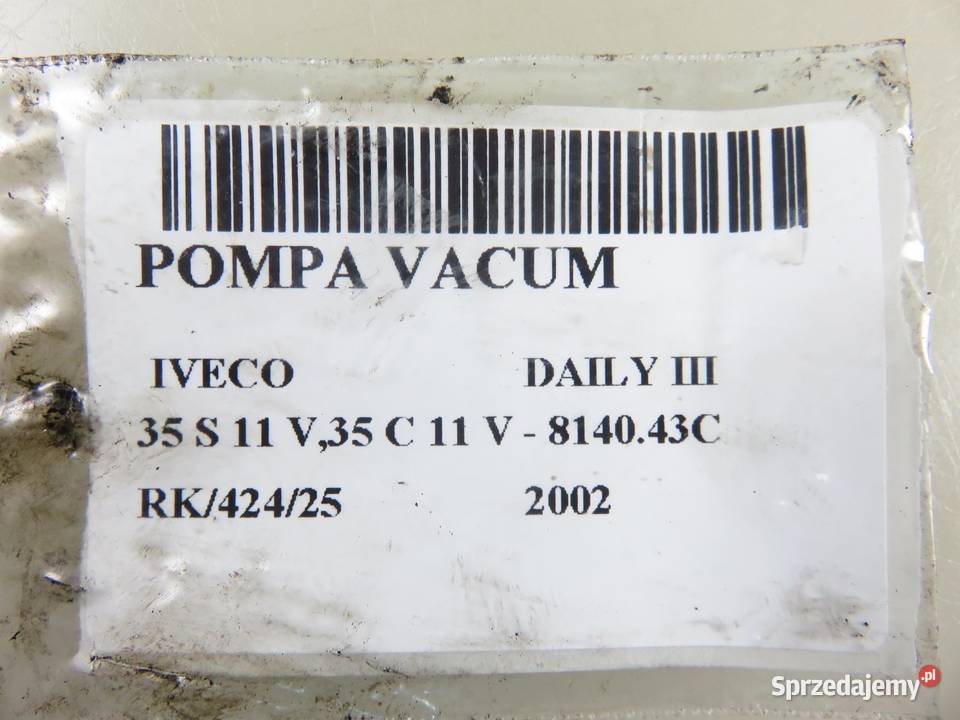 POMPA VACUM
IVECO DAILY III
35 S 11 V,35 C 11 V - 8140.43C
RK/424/25 2002
Sprzedajemy.pl